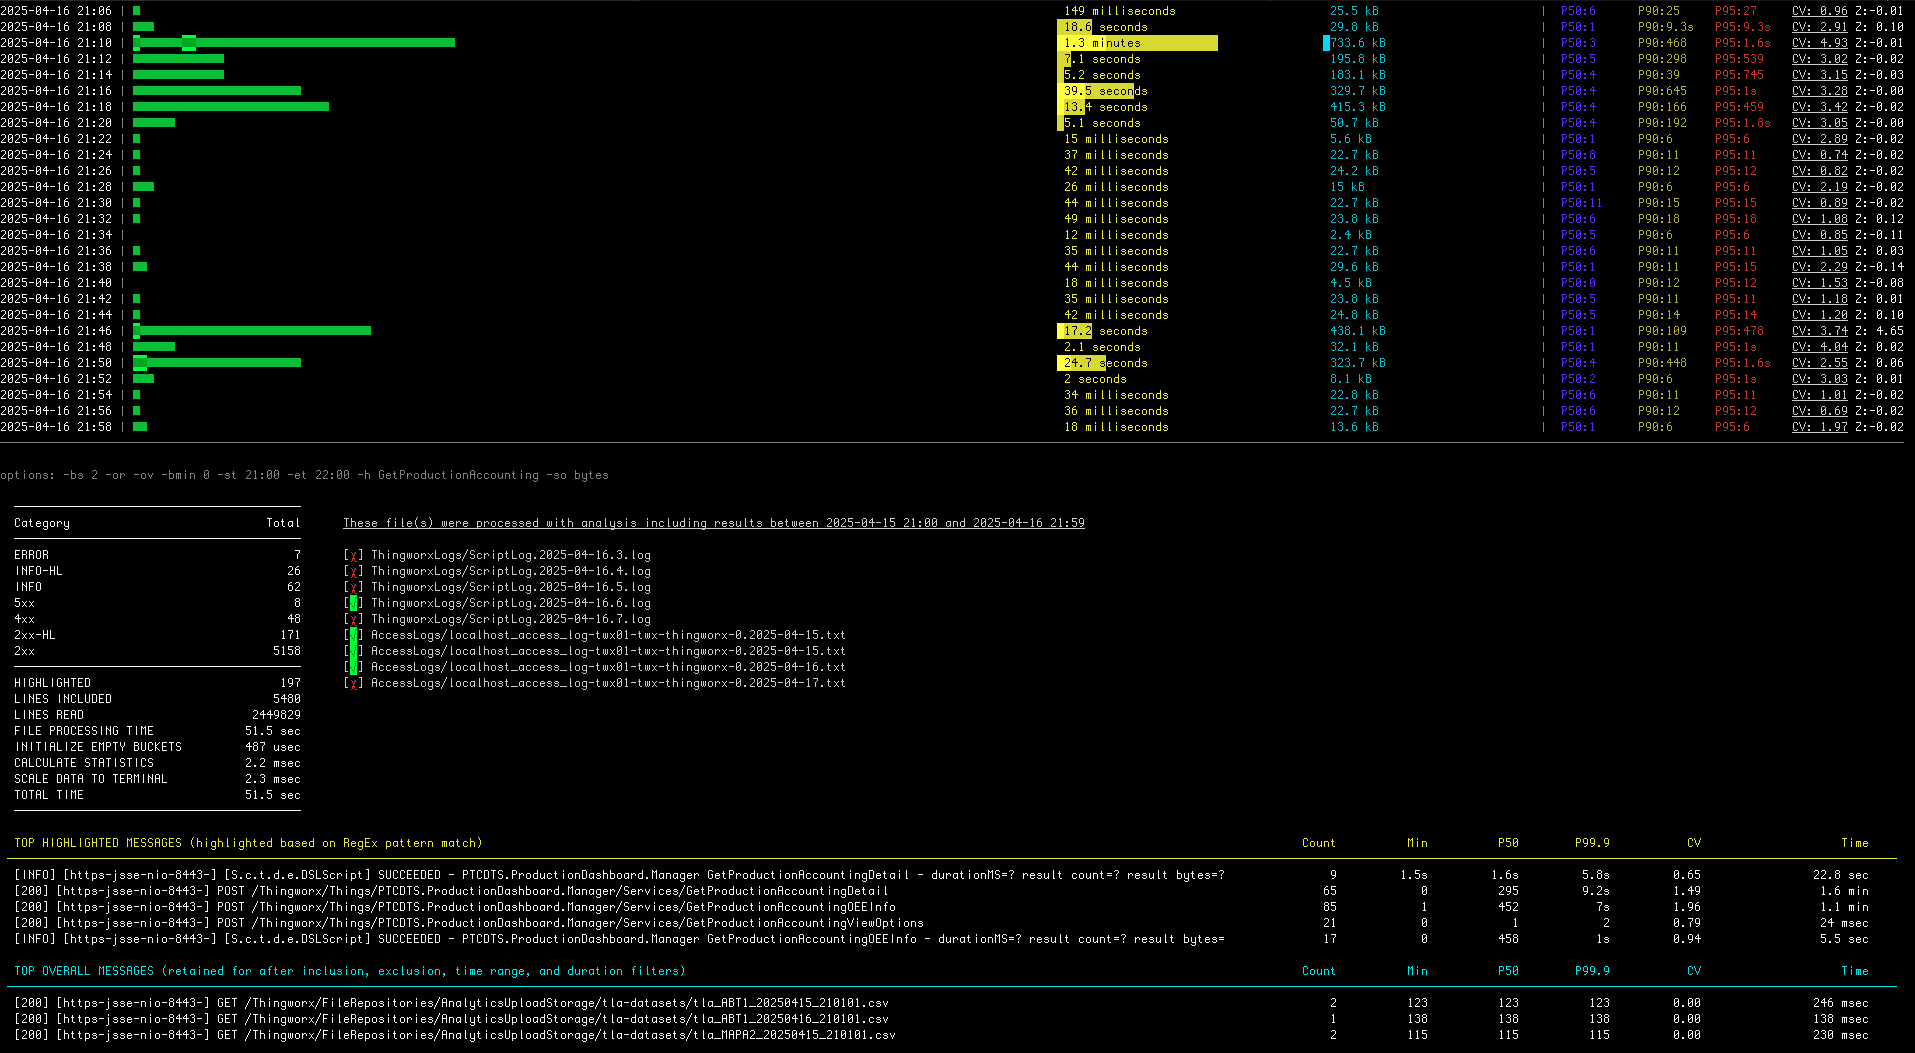 2025-04-16 21:06 | 149 milliseconds 25.5 kB | P50:6 P90:25 P95:27 CV: 0.96 Z:-0.01
2025-04-16 21:08 | 18.6 seconds 29.8 kB | P50:1 P90:9.3s P95:9.3s CV: 2.91 Z: 0.10
2025-04-16 21:10 | 1.3 minutes 733.6 kB | P50:3 P90:468 P95:1.6s CV: 4.93 Z:-0.01
2025-04-16 21:12 | 7.1 seconds 195.8 kB | P50:5 P90:298 P95:539 CV: 3.02 Z:-0.02
2025-04-16 21:14 | 5.2 seconds 183.1 kB | P50:4 P90:39 P95:745 CV: 3.15 Z:-0.03
2025-04-16 21:16 | 39.5 seconds 329.7 kB | P50:4 P90:645 P95:1s CV: 3.28 Z:-0.00
2025-04-16 21:18 | 13.4 seconds 415.3 kB | P50:4 P90:166 P95:459 CV: 3.42 Z:-0.02
2025-04-16 21:20 | 5.1 seconds 50.7 kB | P50:4 P90:192 P95:1.8s CV: 3.05 Z:-0.00
2025-04-16 21:22 | 15 milliseconds 5.6 kB | P50:1 P90:6 P95:6 CV: 2.89 Z:-0.02
2025-04-16 21:24 | 37 milliseconds 22.7 kB | P50:8 P90:11 P95:11 CV: 0.74 Z:-0.02
2025-04-16 21:26 | 42 milliseconds 24.2 kB | P50:5 P90:12 P95:12 CV: 0.82 Z:-0.02
2025-04-16 21:28 | 26 milliseconds 15 kB | P50:1 P90:6 P95:6 CV: 2.19 Z:-0.02
2025-04-16 21:30 | 44 milliseconds 22.7 kB | P50:11 P90:15 P95:15 CV: 0.89 Z:-0.02
2025-04-16 21:32 | 49 milliseconds 23.8 kB | P50:6 P90:18 P95:18 CV: 1.08 Z: 0.12
2025-04-16 21:34 | 12 milliseconds 2.4 kB | P50:5 P90:6 P95:6 CV: 0.85 Z:-0.11
2025-04-16 21:36 | 35 milliseconds 22.7 kB | P50:6 P90:11 P95:11 CV: 1.05 Z: 0.03
2025-04-16 21:38 | 44 milliseconds 29.6 kB | P50:1 P90:11 P95:15 CV: 2.29 Z:-0.14
2025-04-16 21:40 | 18 milliseconds 4.5 kB | P50:0 P90:12 P95:12 CV: 1.53 Z:-0.08
2025-04-16 21:42 | 35 milliseconds 23.8 kB | P50:5 P90:11 P95:11 CV: 1.18 Z: 0.01
2025-04-16 21:44 | 42 milliseconds 24.8 kB | P50:5 P90:14 P95:14 CV: 1.20 Z: 0.10
2025-04-16 21:46 | 17.2 seconds 438.1 kB | P50:1 P90:109 P95:478 CV: 3.74 Z: 4.65
2025-04-16 21:48 | 2.1 seconds 32.1 kB | P50:1 P90:11 P95:1s CV: 4.04 Z: 0.02
2025-04-16 21:50 | 24.7 seconds 323.7 kB | P50:4 P90:448 P95:1.6s CV: 2.55 Z: 0.06
2025-04-16 21:52 | 2 seconds 8.1 kB | P50:2 P90:6 P95:1s CV: 3.03 Z: 0.01
2025-04-16 21:54 | 34 milliseconds 22.8 kB | P50:6 P90:11 P95:11 CV: 1.01 Z:-0.02
2025-04-16 21:56 | 36 milliseconds 22.7 kB | P50:6 P90:12 P95:12 CV: 0.69 Z:-0.02
2025-04-16 21:58 | 18 milliseconds 13.6 kB | P50:1 P90:6 P95:6 CV: 1.97 Z:-0.02
options: -bs 2 -or -ov -bmin 0 -st 21:00 -et 22:00 -h GetProductionAccounting -so bytes
Category Total
ERROR 7
INFO-HL 26
INFO 62
5xx 8
4xx 48
2xx-HL 171
2xx 5158
HIGHLIGHTED 197
LINES INCLUDED 5480
LINES READ 2449829
FILE PROCESSING TIME 51.5 sec
INITIALIZE EMPTY BUCKETS 487 usec
CALCULATE STATISTICS 2.2 msec
SCALE DATA TO TERMINAL 2.3 msec
TOTAL TIME 51.5 sec
These file(s) were processed with analysis including results between 2025-04-15 21:00 and 2025-04-16 21:59
[χ] ThingworxLogs/ScriptLog.2025-04-16.3.log
[χ] ThingworxLogs/ScriptLog.2025-04-16.4.log
[χ] ThingworxLogs/ScriptLog.2025-04-16.5.log
[√] ThingworxLogs/ScriptLog.2025-04-16.6.log
[χ] ThingworxLogs/ScriptLog.2025-04-16.7.log
[√] AccessLogs/localhost_access_log-twx01-twx-thingworx-0.2025-04-15.txt
[√] AccessLogs/localhost_access_log-twx01-twx-thingworx-0.2025-04-15.txt
[√] AccessLogs/localhost_access_log-twx01-twx-thingworx-0.2025-04-16.txt
[χ] AccessLogs/localhost_access_log-twx01-twx-thingworx-0.2025-04-17.txt
TOP HIGHLIGHTED MESSAGES (highlighted based on RegEx pattern match) Count Min P50 P99.9 CV Time
[INFO] [https-jsse-nio-8443-] [S.c.t.d.e.DSLScript] SUCCEEDED - PTCDTS.ProductionDashboard.Manager GetProductionAccountingDetail - durationMS=? result count=? result bytes=? 9 1.5s 1.6s 5.8s 0.65 22.8 sec
[200] [https-jsse-nio-8443-] POST /Thingworx/Things/PTCDTS.ProductionDashboard.Manager/Services/GetProductionAccountingDetail 65 0 295 9.2s 1.49 1.6 min
[200] [https-jsse-nio-8443-] POST /Thingworx/Things/PTCDTS.ProductionDashboard.Manager/Services/GetProductionAccountingOEEInfo 85 1 452 7s 1.96 1.1 min
[200] [https-jsse-nio-8443-] POST /Thingworx/Things/PTCDTS.ProductionDashboard.Manager/Services/GetProductionAccountingViewOptions 21 0 1 2 0.79 24 msec
[INFO] [https-jsse-nio-8443-] [S.c.t.d.e.DSLScript] SUCCEEDED - PTCDTS.ProductionDashboard.Manager GetProductionAccountingOEEInfo - durationMS=? result count=? result bytes= 17 0 458 1s 0.94 5.5 sec
TOP OVERALL MESSAGES (retained for after inclusion, exclusion, time range, and duration filters) Count Min P50 P99.9 CV Time
[200] [https-jsse-nio-8443-] GET /Thingworx/FileRepositories/AnalyticsUploadStorage/tla-datasets/tla_ABT1_20250415_210101.csv 2 123 123 123 0.00 246 msec
[200] [https-jsse-nio-8443-] GET /Thingworx/FileRepositories/AnalyticsUploadStorage/tla-datasets/tla_ABT1_20250416_210101.csv 1 138 138 138 0.00 138 msec
[200] [https-jsse-nio-8443-] GET /Thingworx/FileRepositories/AnalyticsUploadStorage/tla-datasets/tla_MAPA2_20250415_210101.csv 2 115 115 115 0.00 230 msec